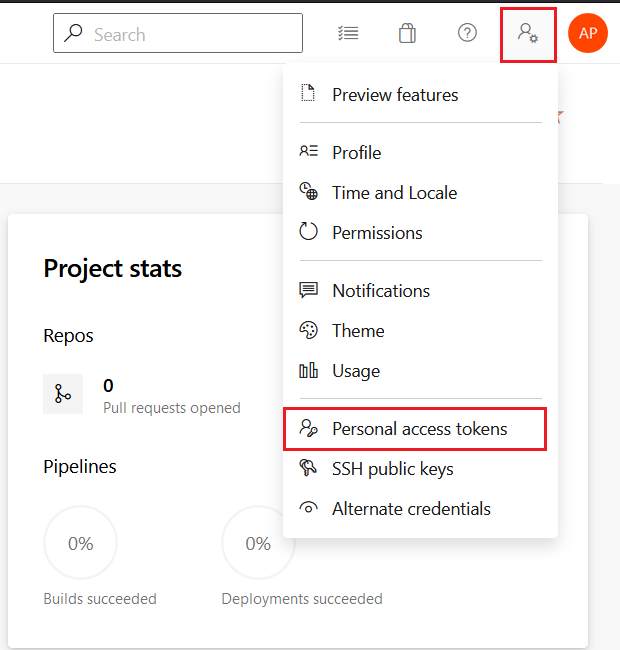 Search
AP
Preview features
Profile
Time and Locale
Permissions
Notifications
Theme
Usage
Personal access tokens
SSH public keys
Alternate credentials
Project stats
Repos
0
Pull requests opened
Pipelines
0%
0%
Builds succeeded
Deployments succeeded